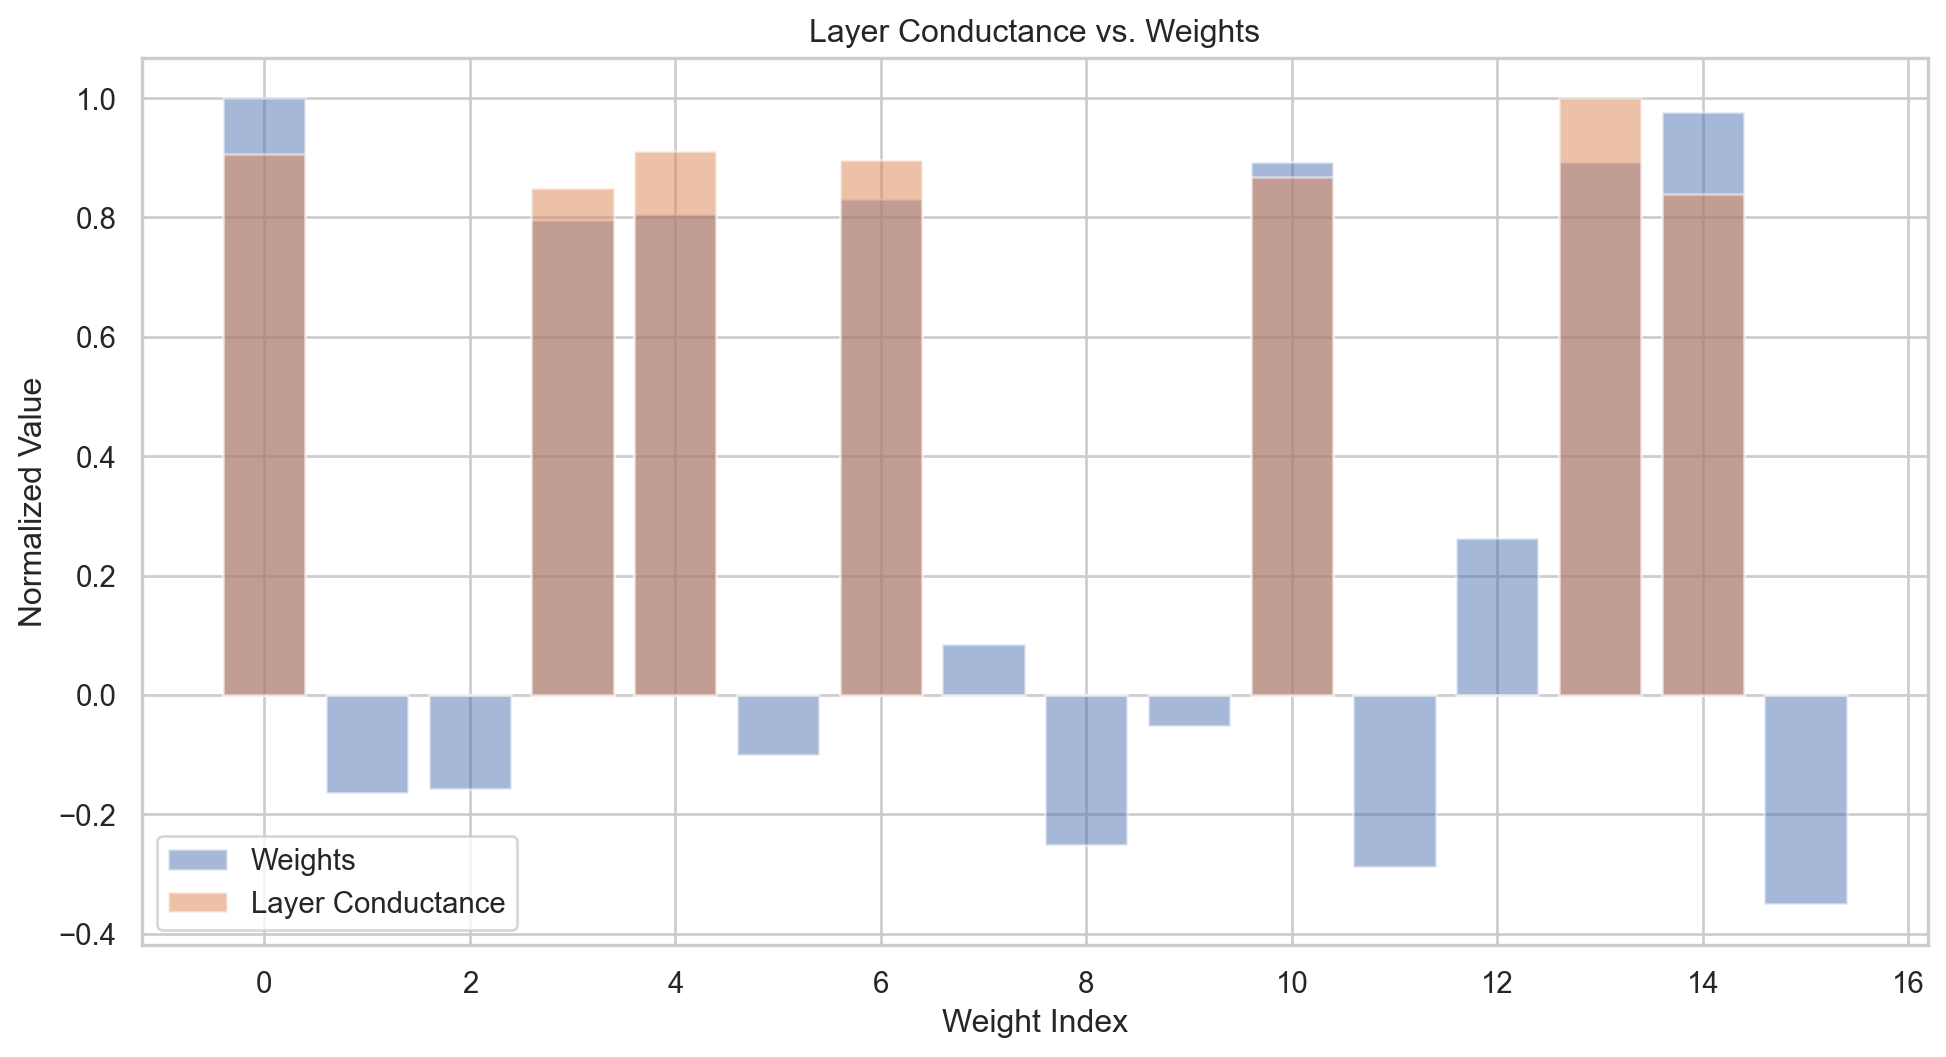 Layer Conductance vs. Weights
1.0
0.8
0.6
0.4
0.2
0.0
−0.2
−0.4
Normalized Value
Weights
Layer Conductance
0 2 4 6 8 10 12 14 16
Weight Index